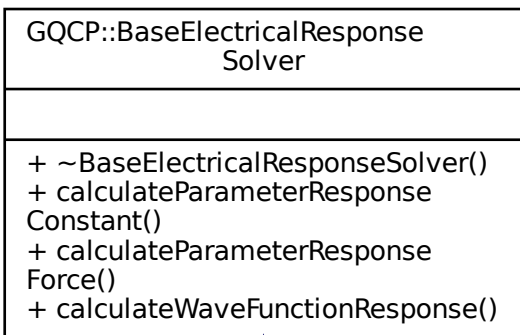 GQCP::BaseElectricalResponse
Solver
+ ~BaseElectricalResponseSolver()
+ calculateParameterResponse
Constant()
+ calculateParameterResponse
Force()
+ calculateWaveFunctionResponse()